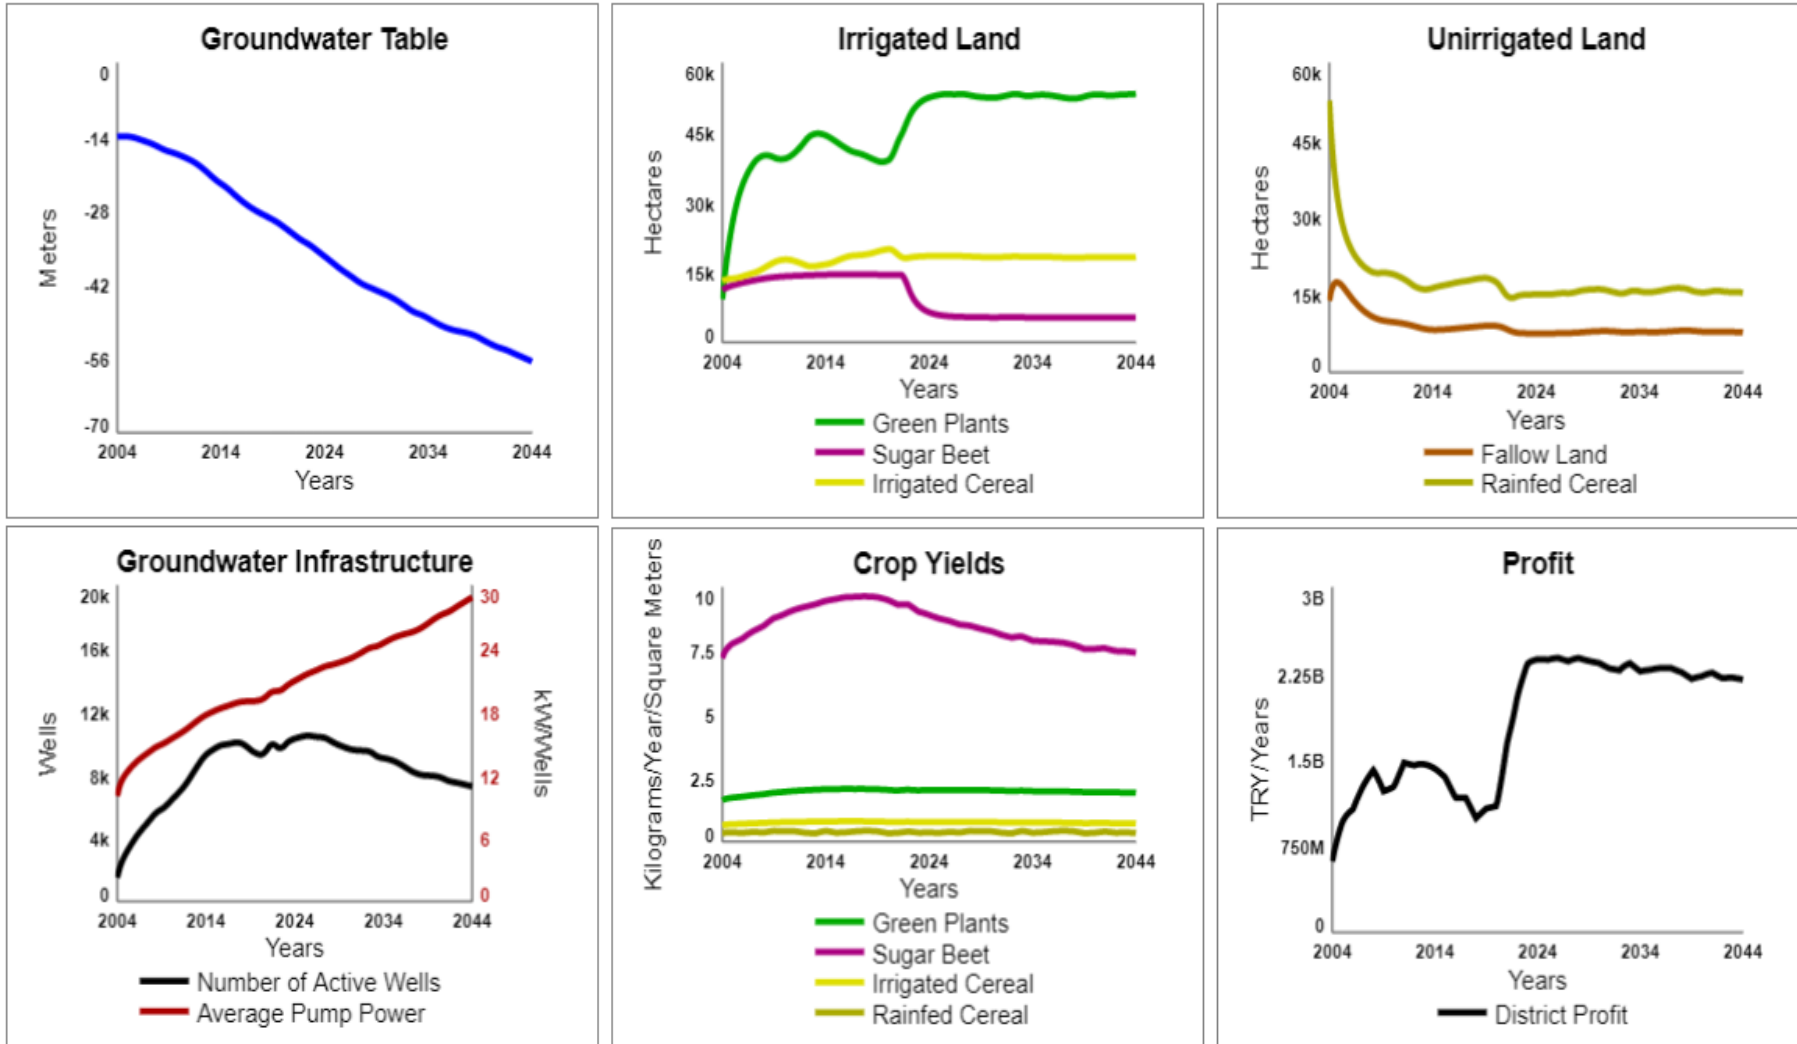 Groundwater Table
0
-14
-28
-42
-56
-70
Meters
2004 2014 2024 2034 2044
Years
Irrigated Land
60k
45k
30k
15k
0
Hectares
2004 2014 2024 2034 2044
Years
Green Plants
Sugar Beet
Irrigated Cereal
Unirrigated Land
60k
45k
30k
15k
0
Hectares
2004 2014 2024 2034 2044
Years
Fallow Land
Rainfed Cereal
Groundwater Infrastructure
20k
16k
12k
8k
4k
0
Wells
30
24
18
12
6
0
kW/Wells
2004 2014 2024 2034 2044
Years
Number of Active Wells
Average Pump Power
Crop Yields
10
7.5
5
2.5
0
Kilograms/Year/Square Meters
2004 2014 2024 2034 2044
Years
Green Plants
Sugar Beet
Irrigated Cereal
Rainfed Cereal
Profit
3B
2.25B
1.5B
750M
0
TRY/Years
2004 2014 2024 2034 2044
Years
District Profit